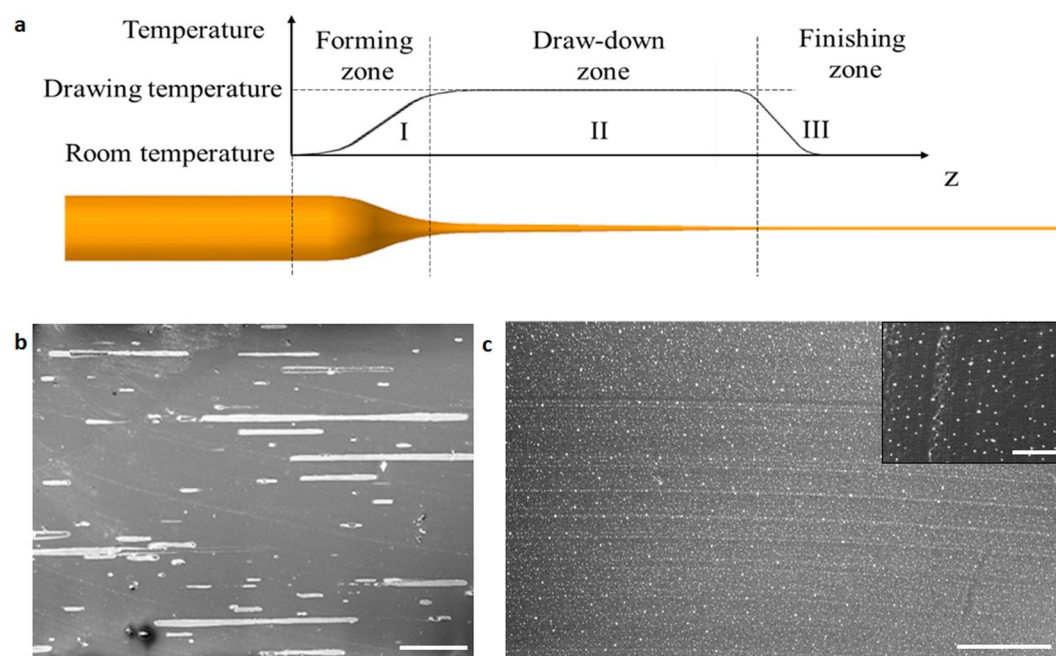 a
Temperature
Forming
zone
Draw-down
zone
Finishing
zone
Drawing temperature
I
II
III
Room temperature
z
b
c